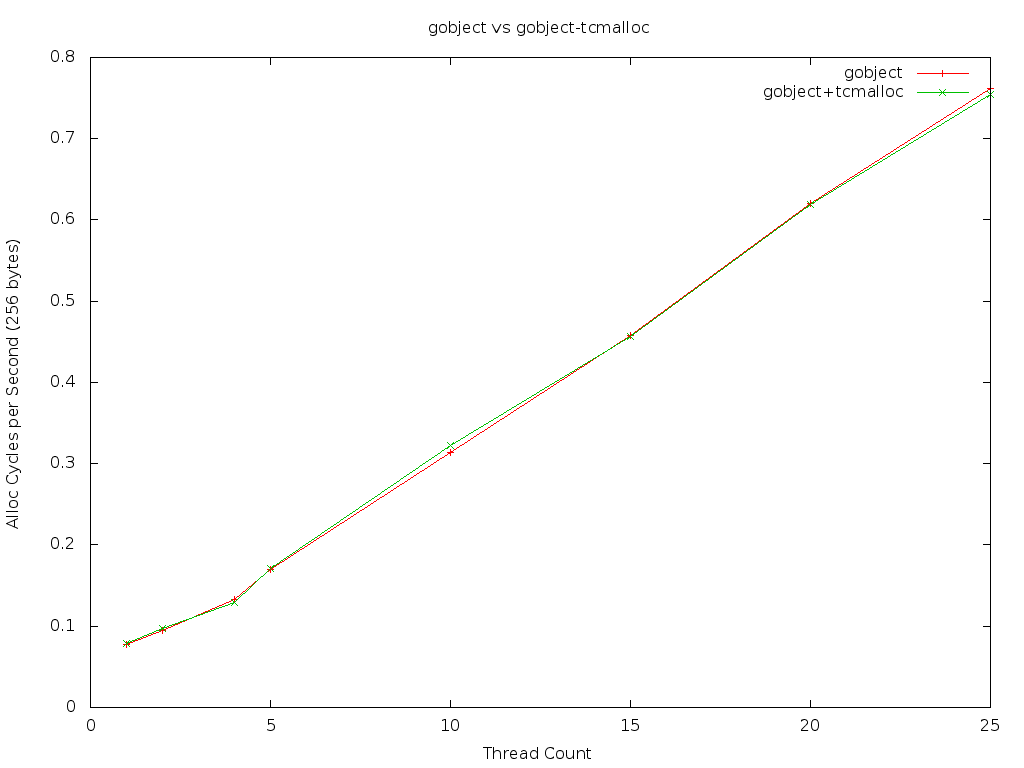 gobject vs gobject-tcmalloc
gobject
gobject+tcmalloc
0.8
0.7
0.6
0.5
0.4
0.3
0.2
0.1
0
Alloc Cycles per Second (256 bytes)
0 5 10 15 20 25
Thread Count